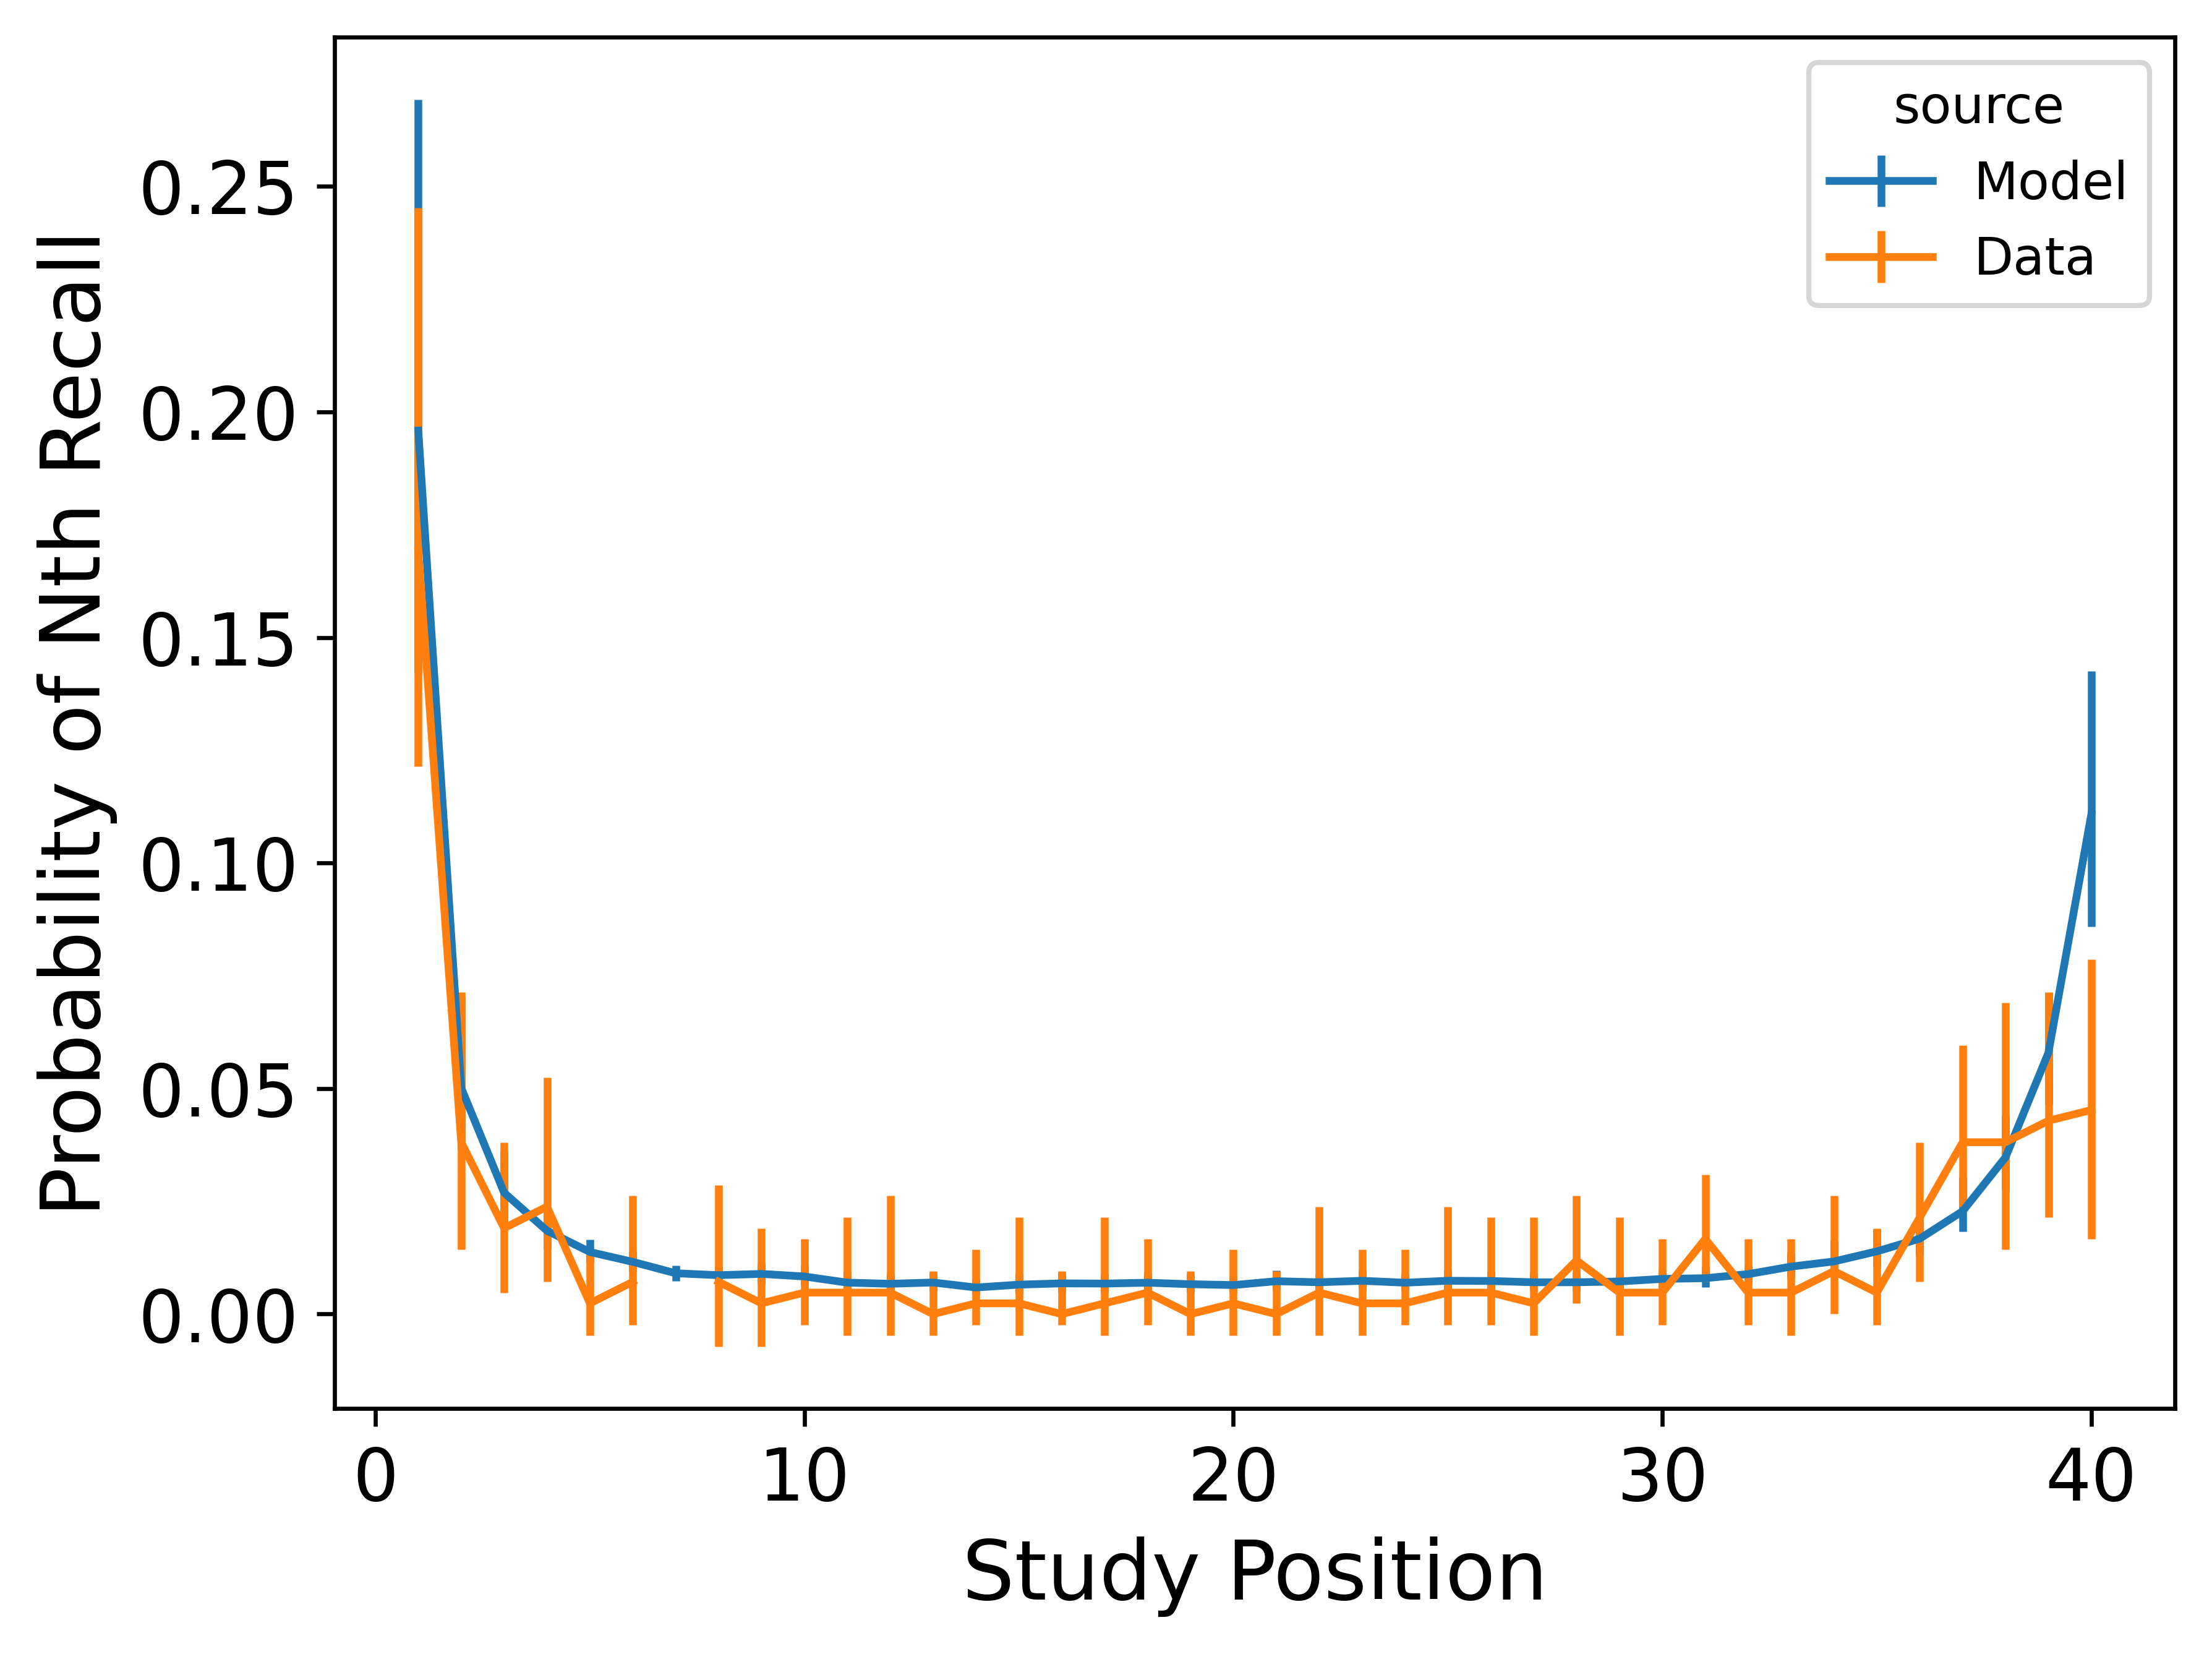 source
Model
Data
Probability of Nth Recall
0.25
0.20
0.15
0.10
0.05
0.00
0 10 20 30 40
Study Position